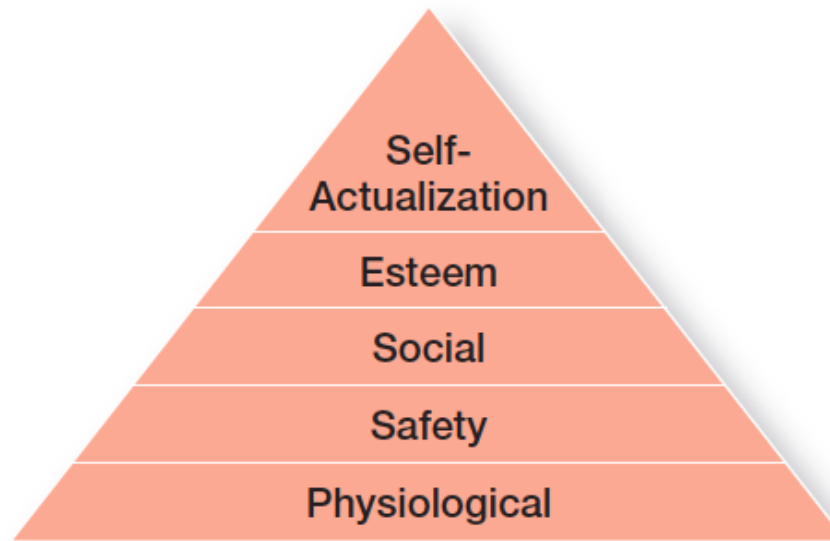 Self-
Actualization
Esteem
Social
Safety
Physiological